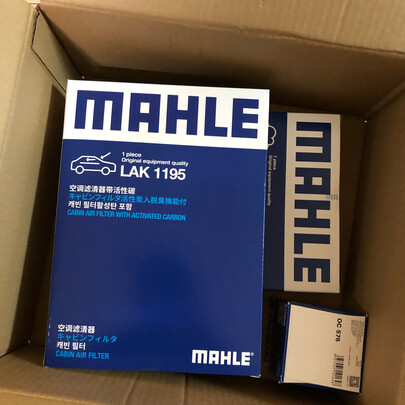 MAHLE
1 piece
Original equipment quality
LAK 1195
空调滤清器带活性碳
キャビンフィルタ活性炭入脱臭機能付
캐빈 필터활성탄 포함
CABIN AIR FILTER WITH ACTIVATED CARBON
空调滤清器
キャビンフィルタ
캐빈 필터
CABIN AIR FILTER
MAHLE
MAHLE
1 piece
Original equipment
OC 578